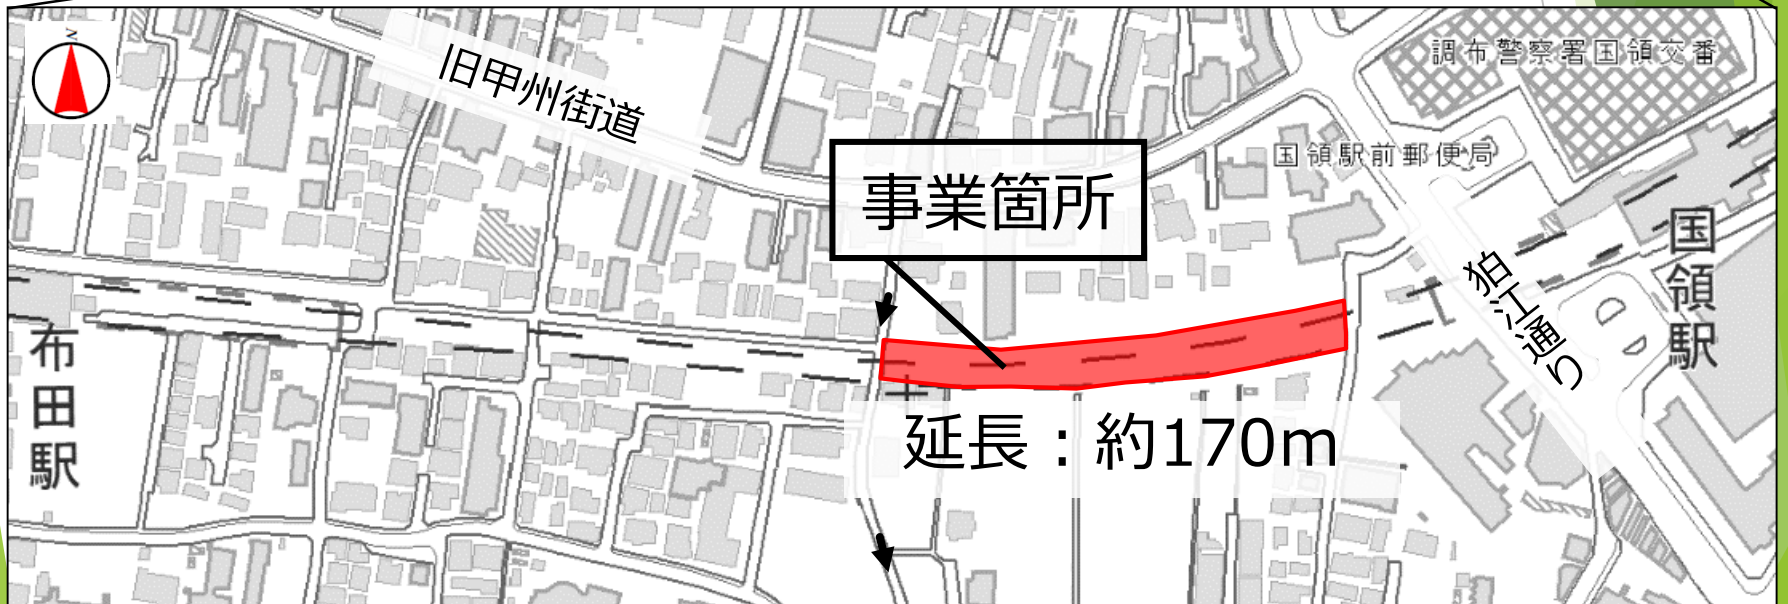 N
旧甲州街道
調布警察署国領交番
国領駅前郵便局
事業箇所
国領駅
狛江通り
布田駅
延長：約170m